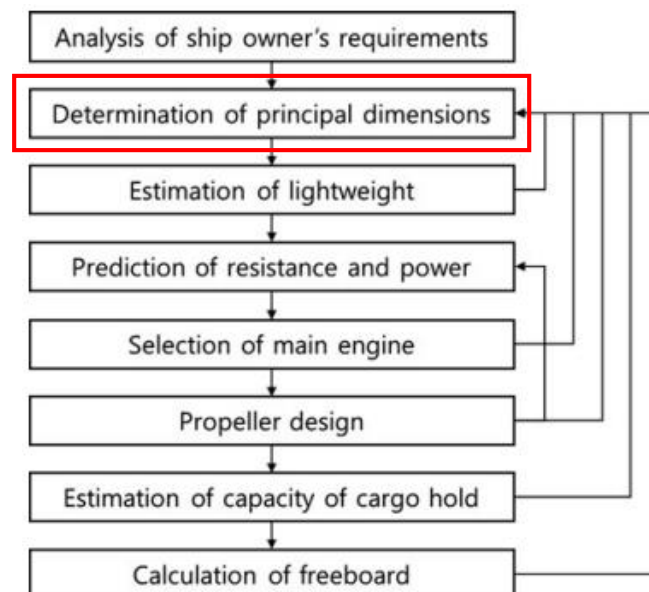 Analysis of ship owner's requirements
Determination of principal dimensions
Estimation of lightweight
Prediction of resistance and power
Selection of main engine
Propeller design
Estimation of capacity of cargo hold
Calculation of freeboard